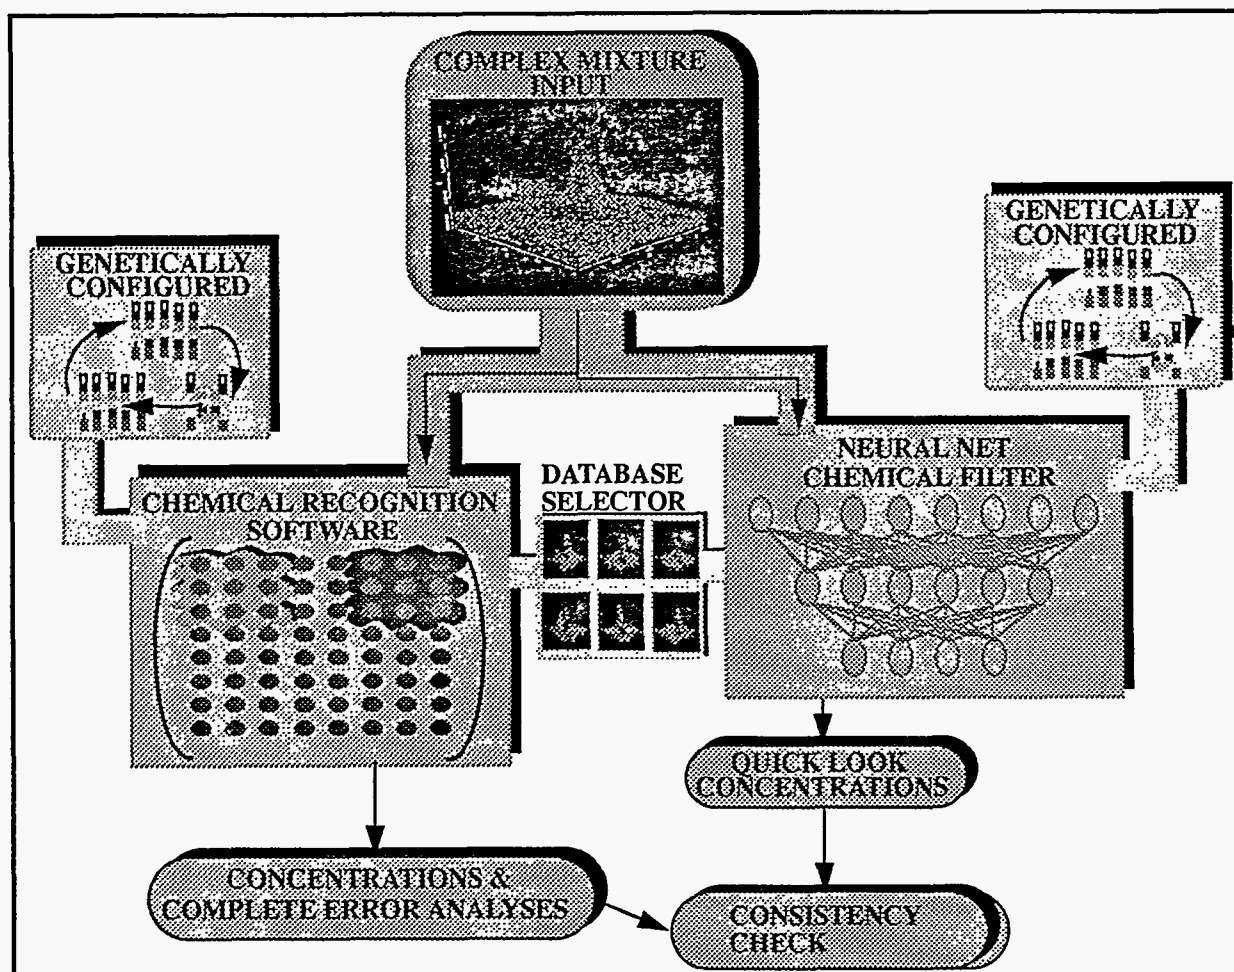 COMPLEX MIXTURE
INPUT
GENETICALLY
CONFIGURED
GENETICALLY
CONFIGURED
CHEMICAL RECOGNITION
SOFTWARE
DATABASE
SELECTOR
NEURAL NET
CHEMICAL FILTER
QUICK LOOK
CONCENTRATIONS
CONCENTRATIONS &
COMPLETE ERROR ANALYSES
CONSISTENCY
CHECK